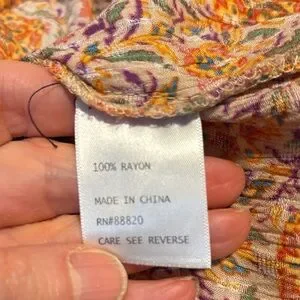 100% RAYON
MADE IN CHINA
RN#88820
CARE SEE REVERSE